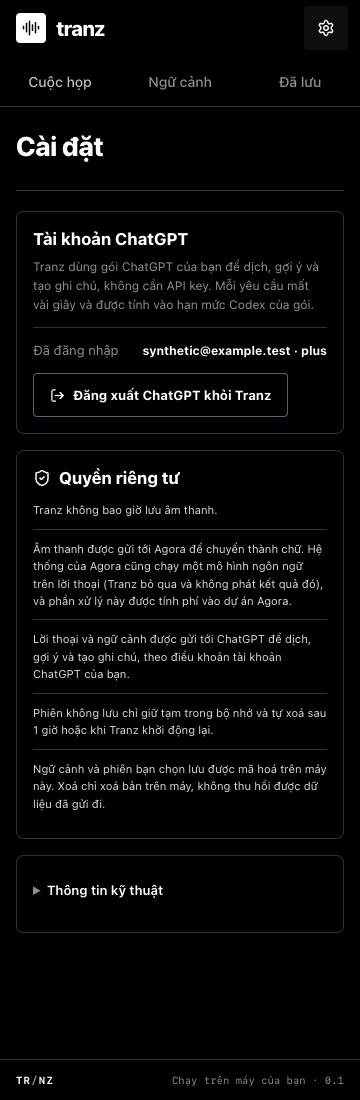 tranz
Cuộc họp
Ngữ cảnh
Đã lưu
Cài đặt
Tài khoản ChatGPT
Tranz dùng gói ChatGPT của bạn để dịch, gợi ý và
tạo ghi chú, không cần API key. Mỗi yêu cầu mất
vài giây và được tính vào hạn mức Codex của gói.
Đã đăng nhập
synthetic@example.test · plus
Đăng xuất ChatGPT khỏi Tranz
Quyền riêng tư
Tranz không bao giờ lưu âm thanh.
Âm thanh được gửi tới Agora để chuyển thành chữ. Hệ
thống của Agora cũng chạy một mô hình ngôn ngữ
trên lời thoại (Tranz bỏ qua và không phát kết quả đó),
và phần xử lý này được tính phí vào dự án Agora.
Lời thoại và ngữ cảnh được gửi tới ChatGPT để dịch,
gợi ý và tạo ghi chú, theo điều khoản tài khoản
ChatGPT của bạn.
Phiên không lưu chỉ giữ tạm trong bộ nhớ và tự xoá sau
1 giờ hoặc khi Tranz khởi động lại.
Ngữ cảnh và phiên bạn chọn lưu được mã hoá trên máy
này. Xoá chỉ xoá bản trên máy, không thu hồi được dữ
liệu đã gửi đi.
Thông tin kỹ thuật
TR/NZ
Chạy trên máy của bạn · 0.1